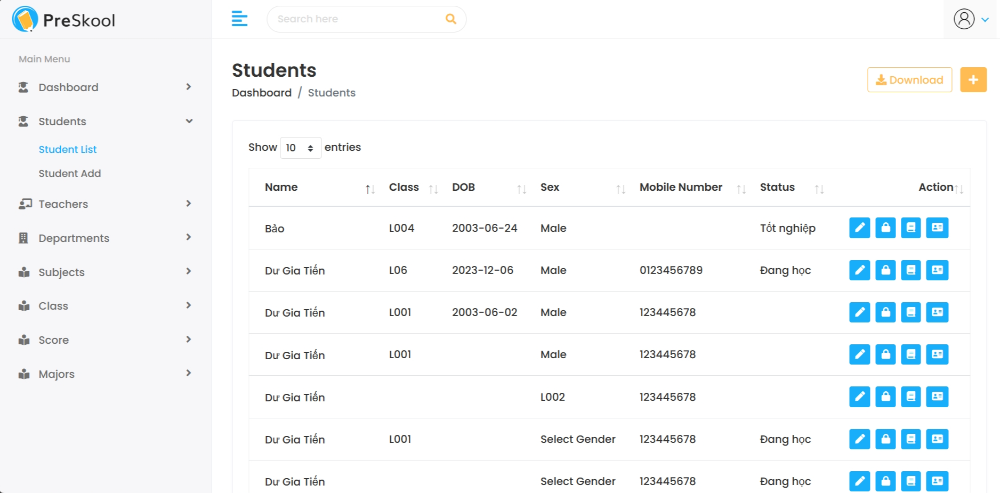 PreSkool
Search here
Main Menu
Dashboard
Students
Student List
Student Add
Teachers
Departments
Subjects
Class
Score
Majors
Students
Dashboard / Students
Download
Show 10 entries
Name Class DOB Sex Mobile Number Status Action
Bảo L004 2003-06-24 Male Tốt nghiệp
Dư Gia Tiến L06 2023-12-06 Male 0123456789 Đang học
Dư Gia Tiến L001 2003-06-02 Male 123445678
Dư Gia Tiến L001 Male 123445678
Dư Gia Tiến L002 123445678
Dư Gia Tiến L001 Select Gender 123445678 Đang học
Dư Gia Tiến Select Gender 123445678 Đang học